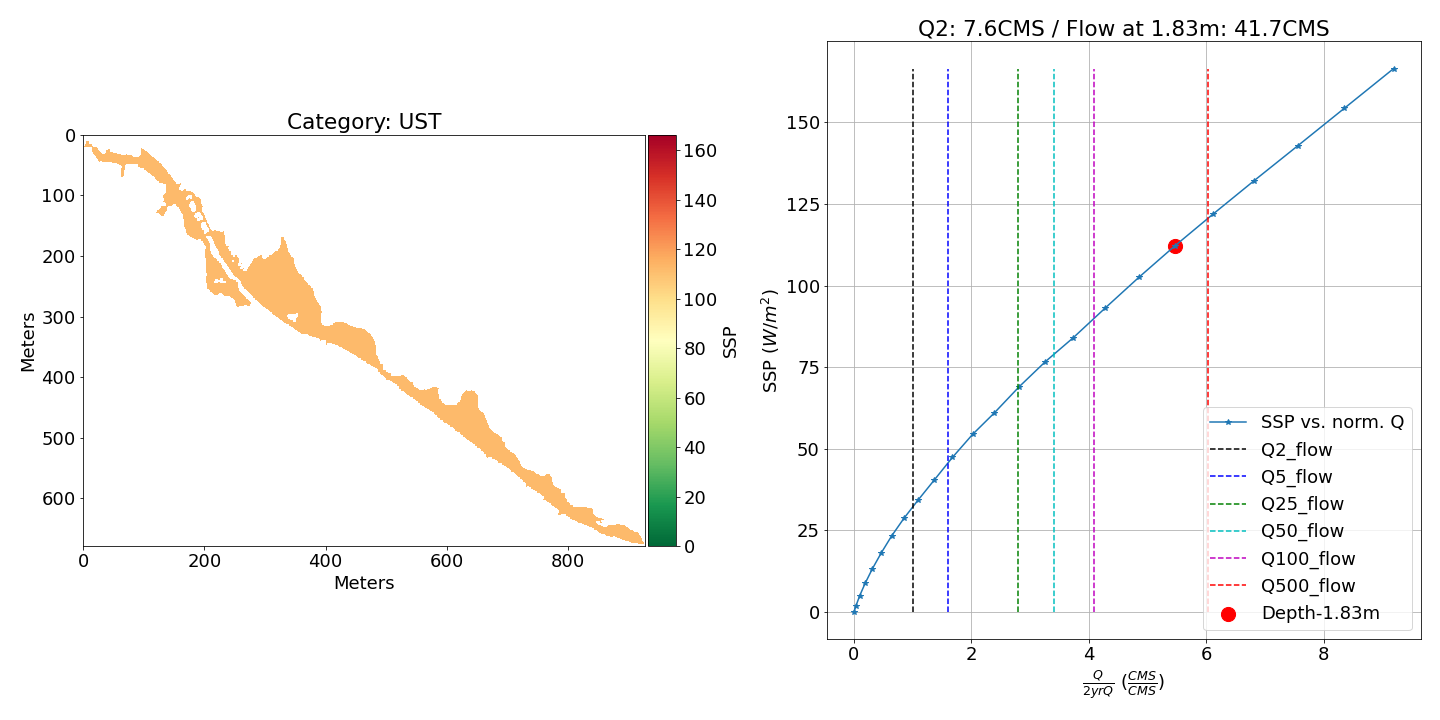 Category: UST
0
100
200
300
400
500
600
Meters
0
200
400
600
800
Meters
160
140
120
100
80
60
40
20
0
SSP
Q2: 7.6CMS / Flow at 1.83m: 41.7CMS
150
125
100
75
50
25
0
SSP (W/m²)
0
2
4
6
8
Q/2yrQ (CMS/CMS)
SSP vs. norm. Q
Q2_flow
Q5_flow
Q25_flow
Q50_flow
Q100_flow
Q500_flow
Depth-1.83m